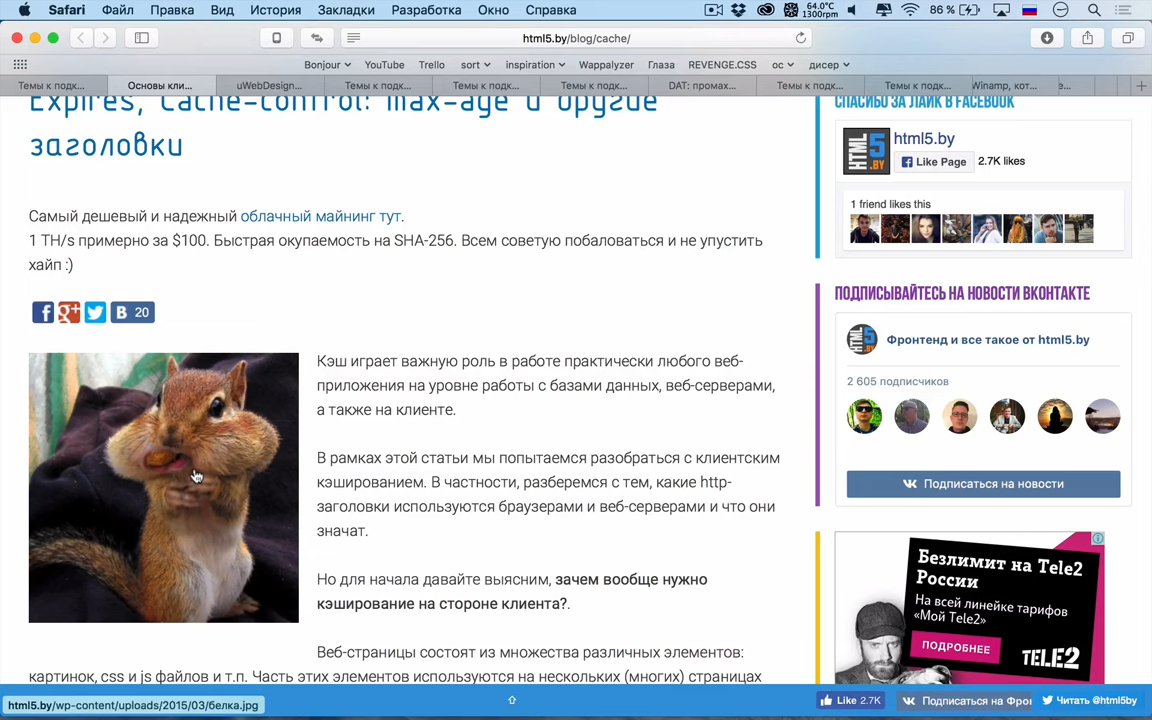 Safari Файл Правка Вид История Закладки Разработка Окно Справка 64.0°C 1300rpm 86 %
html5.by/blog/cache/
Bonjour YouTube Trello sort inspiration Wappalyzer Глаза REVENGE.CSS ос дисер
Темы к подк... Основы кли... uWebDesign... Темы к подк... Темы к подк... Темы к подк... DAT: промах... Темы к подк... Темы к подк... Winamp, кот... е...
Expires, Cache-control: max-age и другие
заголовки
Самый дешевый и надежный облачный майнинг тут.
1 TH/s примерно за $100. Быстрая окупаемость на SHA-256. Всем советую побаловаться и не упустить
хайп :)
20
Кэш играет важную роль в работе практически любого веб-
приложения на уровне работы с базами данных, веб-серверами,
а также на клиенте.
В рамках этой статьи мы попытаемся разобраться с клиентским
кэшированием. В частности, разберемся с тем, какие http-
заголовки используются браузерами и веб-серверами и что они
значат.
Но для начала давайте выясним, зачем вообще нужно
кэширование на стороне клиента?.
Веб-страницы состоят из множества различных элементов:
картинок, css и js файлов и т.п. Часть этих элементов используются на нескольких (многих) страницах
СПАСИБО ЗА ЛАЙК В FACEBOOK
HTML 5 .BY
html5.by
Like Page 2.7K likes
1 friend likes this
ПОДПИСЫВАЙТЕСЬ НА НОВОСТИ ВКОНТАКТЕ
Фронтенд и все такое от html5.by
2 605 подписчиков
Подписаться на новости
Безлимит на Tele2
России
На всей линейке тарифов
«Мой Tele2»
ПОДРОБНЕЕ
TELE2
html5.by/wp-content/uploads/2015/03/белка.jpg
Like 2.7K Подписаться на Фрон Читать @html5by